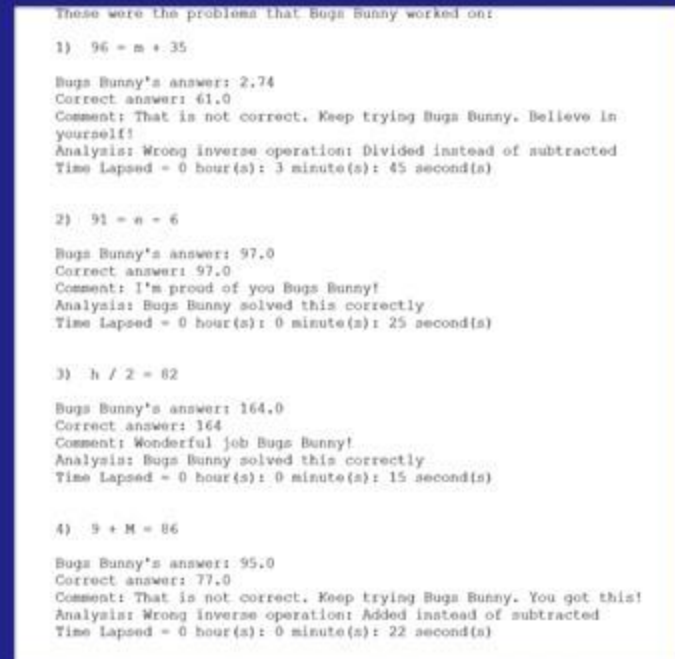 These were the problems that Bugs Bunny worked on:
1) 96 = m + 35
Bugs Bunny's answer: 2.74
Correct answer: 61.0
Comment: That is not correct. Keep trying Bugs Bunny. Believe in
yourself!
Analysis: Wrong inverse operation: Divided instead of subtracted
Time Lapsed = 0 hour(s): 3 minute(s): 45 second(s)
2) 91 = n - 6
Bugs Bunny's answer: 97.0
Correct answer: 97.0
Comment: I'm proud of you Bugs Bunny!
Analysis: Bugs Bunny solved this correctly
Time Lapsed = 0 hour(s): 0 minute(s): 25 second(s)
3) h / 2 = 82
Bugs Bunny's answer: 164.0
Correct answer: 164
Comment: Wonderful job Bugs Bunny!
Analysis: Bugs Bunny solved this correctly
Time Lapsed = 0 hour(s): 0 minute(s): 15 second(s)
4) 9 + M = 86
Bugs Bunny's answer: 95.0
Correct answer: 77.0
Comment: That is not correct. Keep trying Bugs Bunny. You got this!
Analysis: Wrong inverse operation: Added instead of subtracted
Time Lapsed = 0 hour(s): 0 minute(s): 22 second(s)